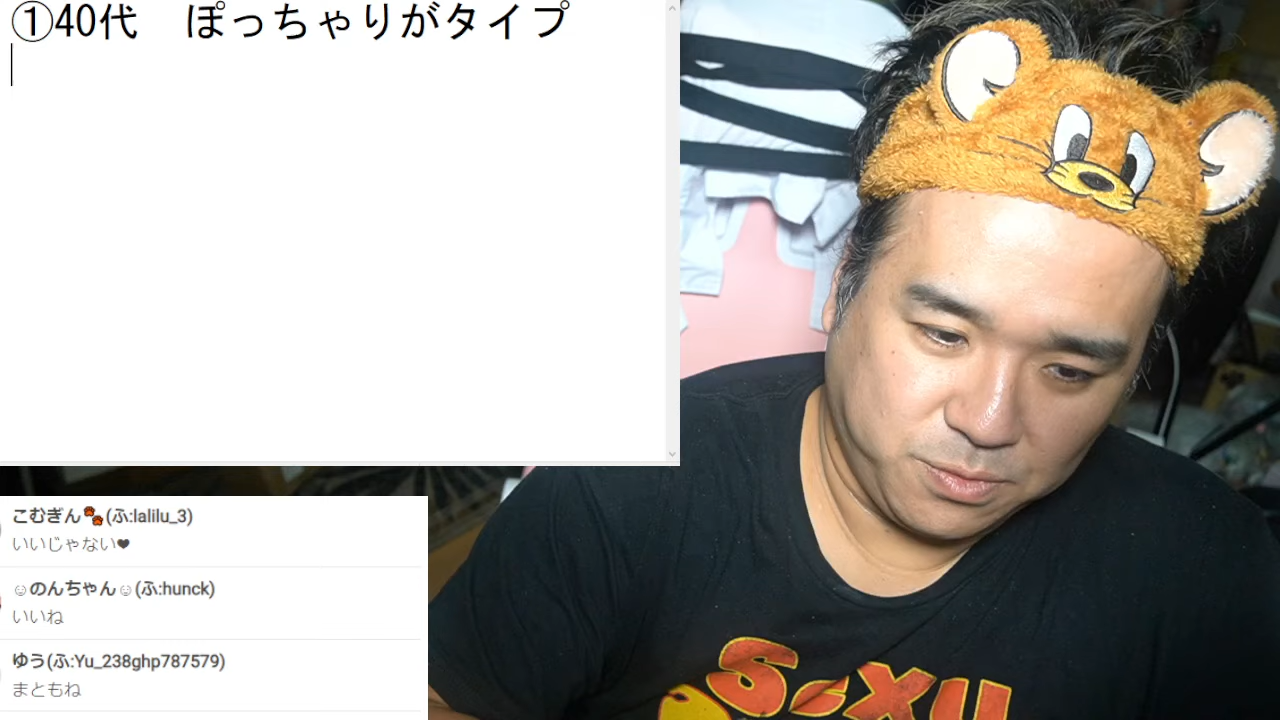 ①40代　ぽっちゃりがタイプ
こむぎん🐾(ふ:lalilu_3)
いいじゃない❤
☺のんちゃん☺(ふ:hunck)
いいね
ゆう(ふ:Yu_238ghp787579)
まともね
SeXII